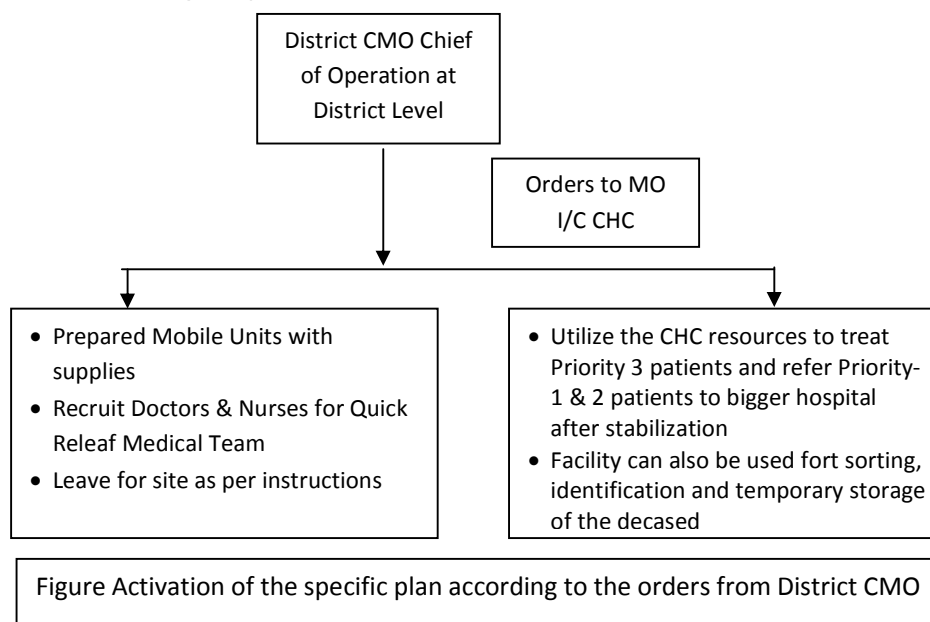 District CMO Chief
of Operation at
District Level
Orders to MO
I/C CHC
• Prepared Mobile Units with
supplies
• Recruit Doctors & Nurses for Quick
Releaf Medical Team
• Leave for site as per instructions
• Utilize the CHC resources to treat
Priority 3 patients and refer Priority-
1 & 2 patients to bigger hospital
after stabilization
• Facility can also be used fort sorting,
identification and temporary storage
of the decased
Figure Activation of the specific plan according to the orders from District CMO